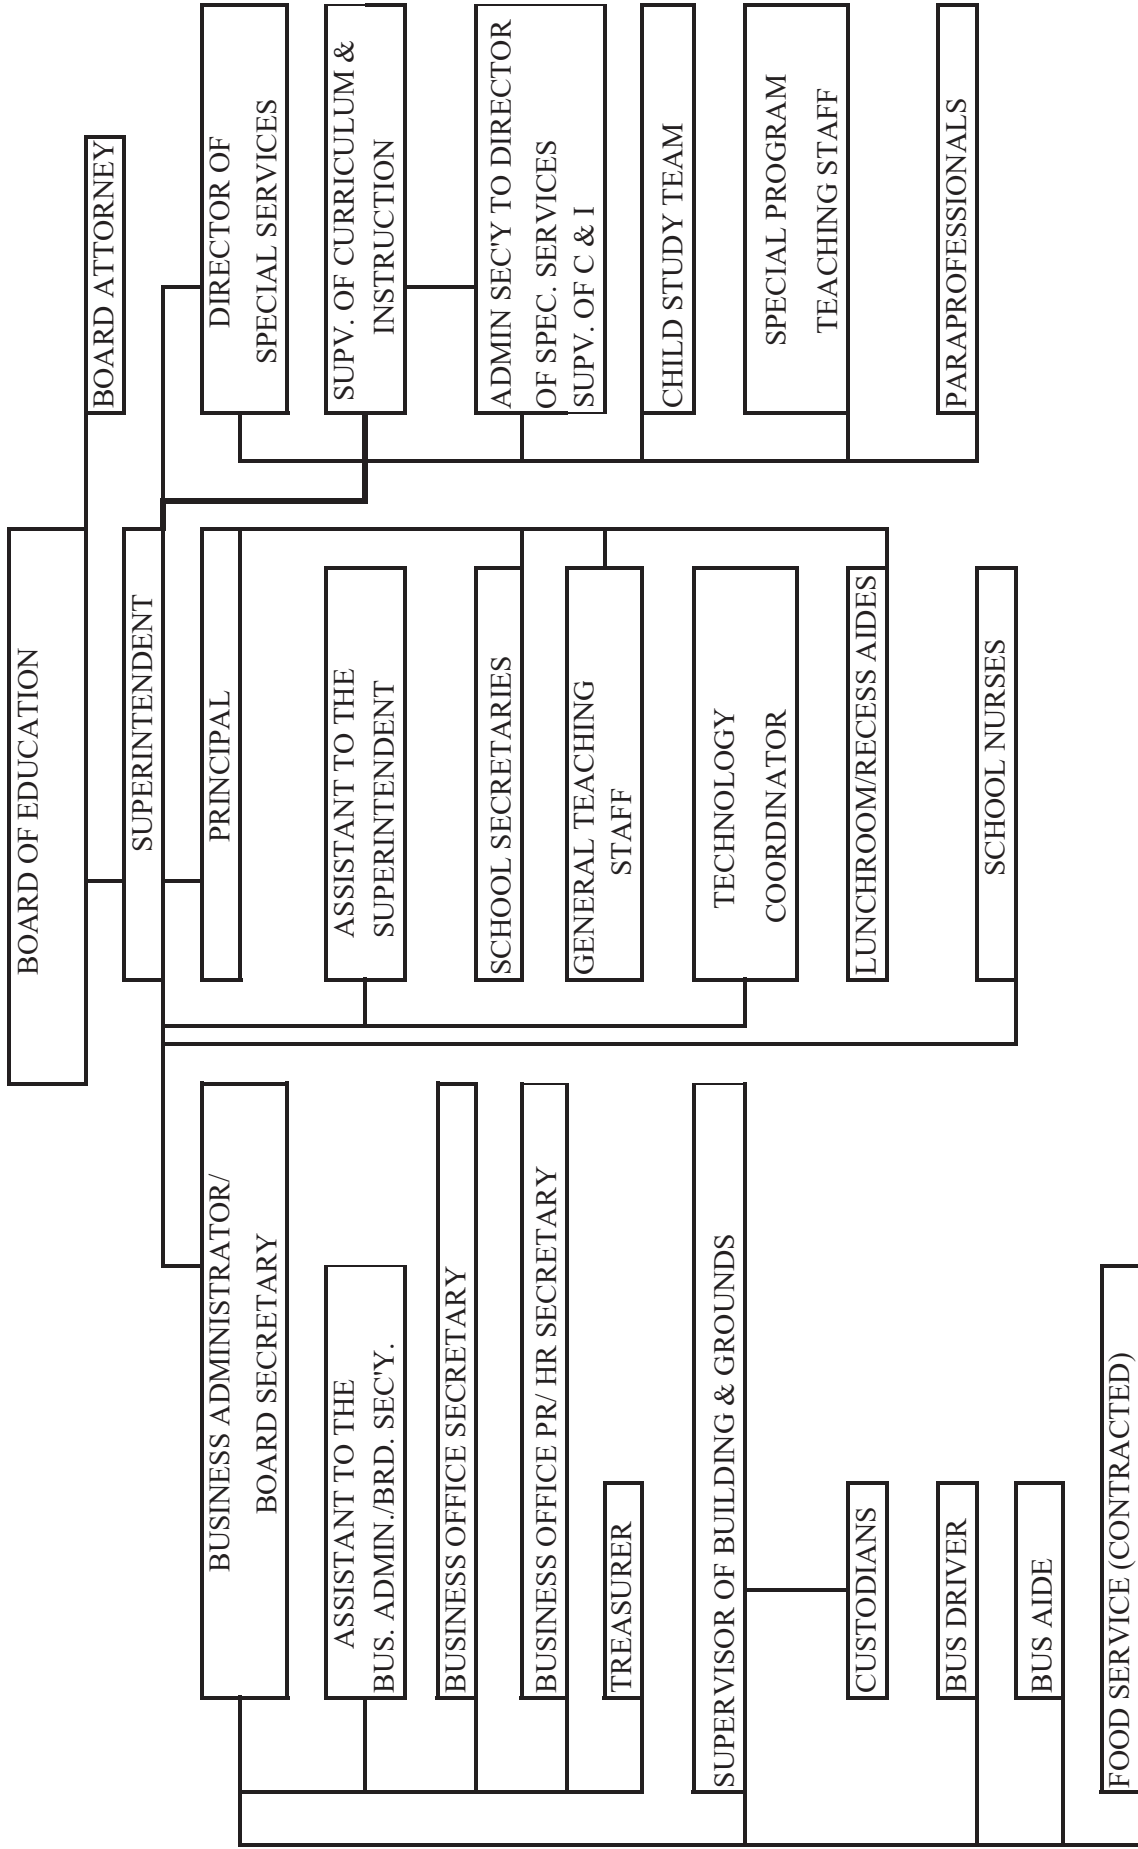 BOARD OF EDUCATION
BOARD ATTORNEY
SUPERINTENDENT
BUSINESS ADMINISTRATOR/
BOARD SECRETARY
PRINCIPAL
DIRECTOR OF
SPECIAL SERVICES
ASSISTANT TO THE
BUS. ADMIN./BRD. SEC'Y.
ASSISTANT TO THE
SUPERINTENDENT
SUPV. OF CURRICULUM &
INSTRUCTION
BUSINESS OFFICE SECRETARY
SCHOOL SECRETARIES
ADMIN SEC'Y TO DIRECTOR
OF SPEC. SERVICES
SUPV. OF C & I
BUSINESS OFFICE PR/ HR SECRETARY
GENERAL TEACHING
STAFF
TREASURER
CHILD STUDY TEAM
SUPERVISOR OF BUILDING & GROUNDS
TECHNOLOGY
COORDINATOR
SPECIAL PROGRAM
TEACHING STAFF
CUSTODIANS
LUNCHROOM/RECESS AIDES
BUS DRIVER
PARAPROFESSIONALS
SCHOOL NURSES
BUS AIDE
FOOD SERVICE (CONTRACTED)